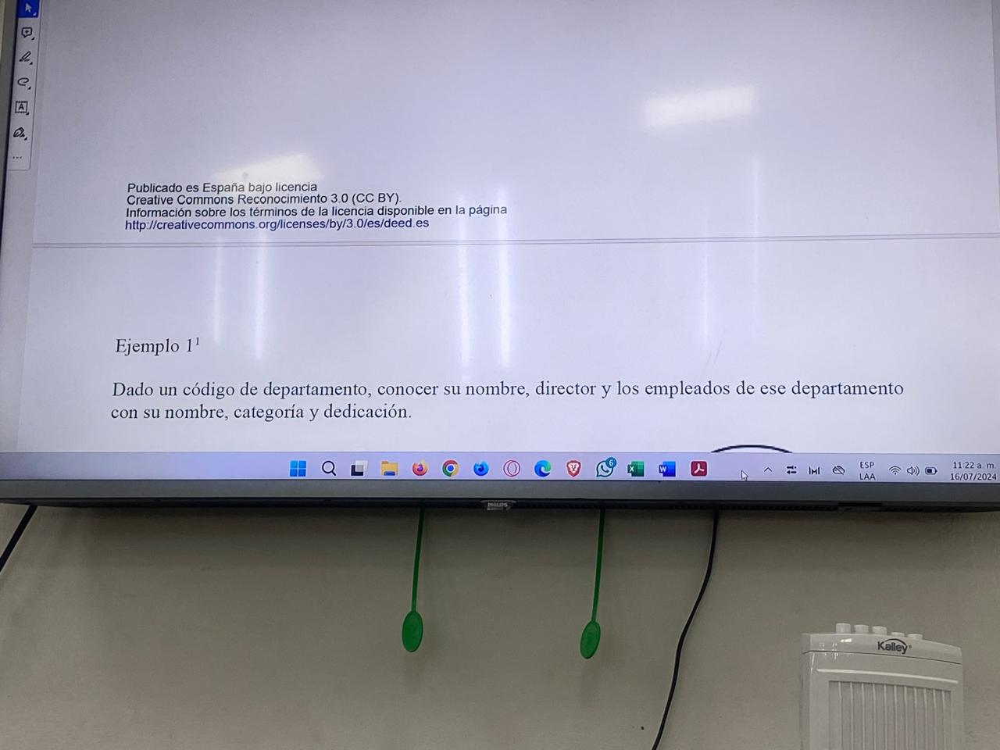 Publicado es España bajo licencia
Creative Commons Reconocimiento 3.0 (CC BY).
Información sobre los términos de la licencia disponible en la página
http://creativecommons.org/licenses/by/3.0/es/deed.es
Ejemplo 1¹
Dado un código de departamento, conocer su nombre, director y los empleados de ese departamento
con su nombre, categoría y dedicación.
6
ESP
LAA
11:22 a. m.
16/07/2024
PHILIPS
Kalley